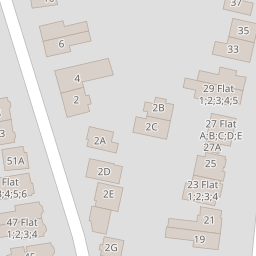 37
35
33
6
4
2
29 Flat
1;2;3;4;5
2B
2C
27 Flat
A;B;C;D;E
27A
2A
51A
25
2D
Flat
3;4;5;6
23 Flat
1;2;3;4
2E
21
19
47 Flat
1;2;3;4
2G